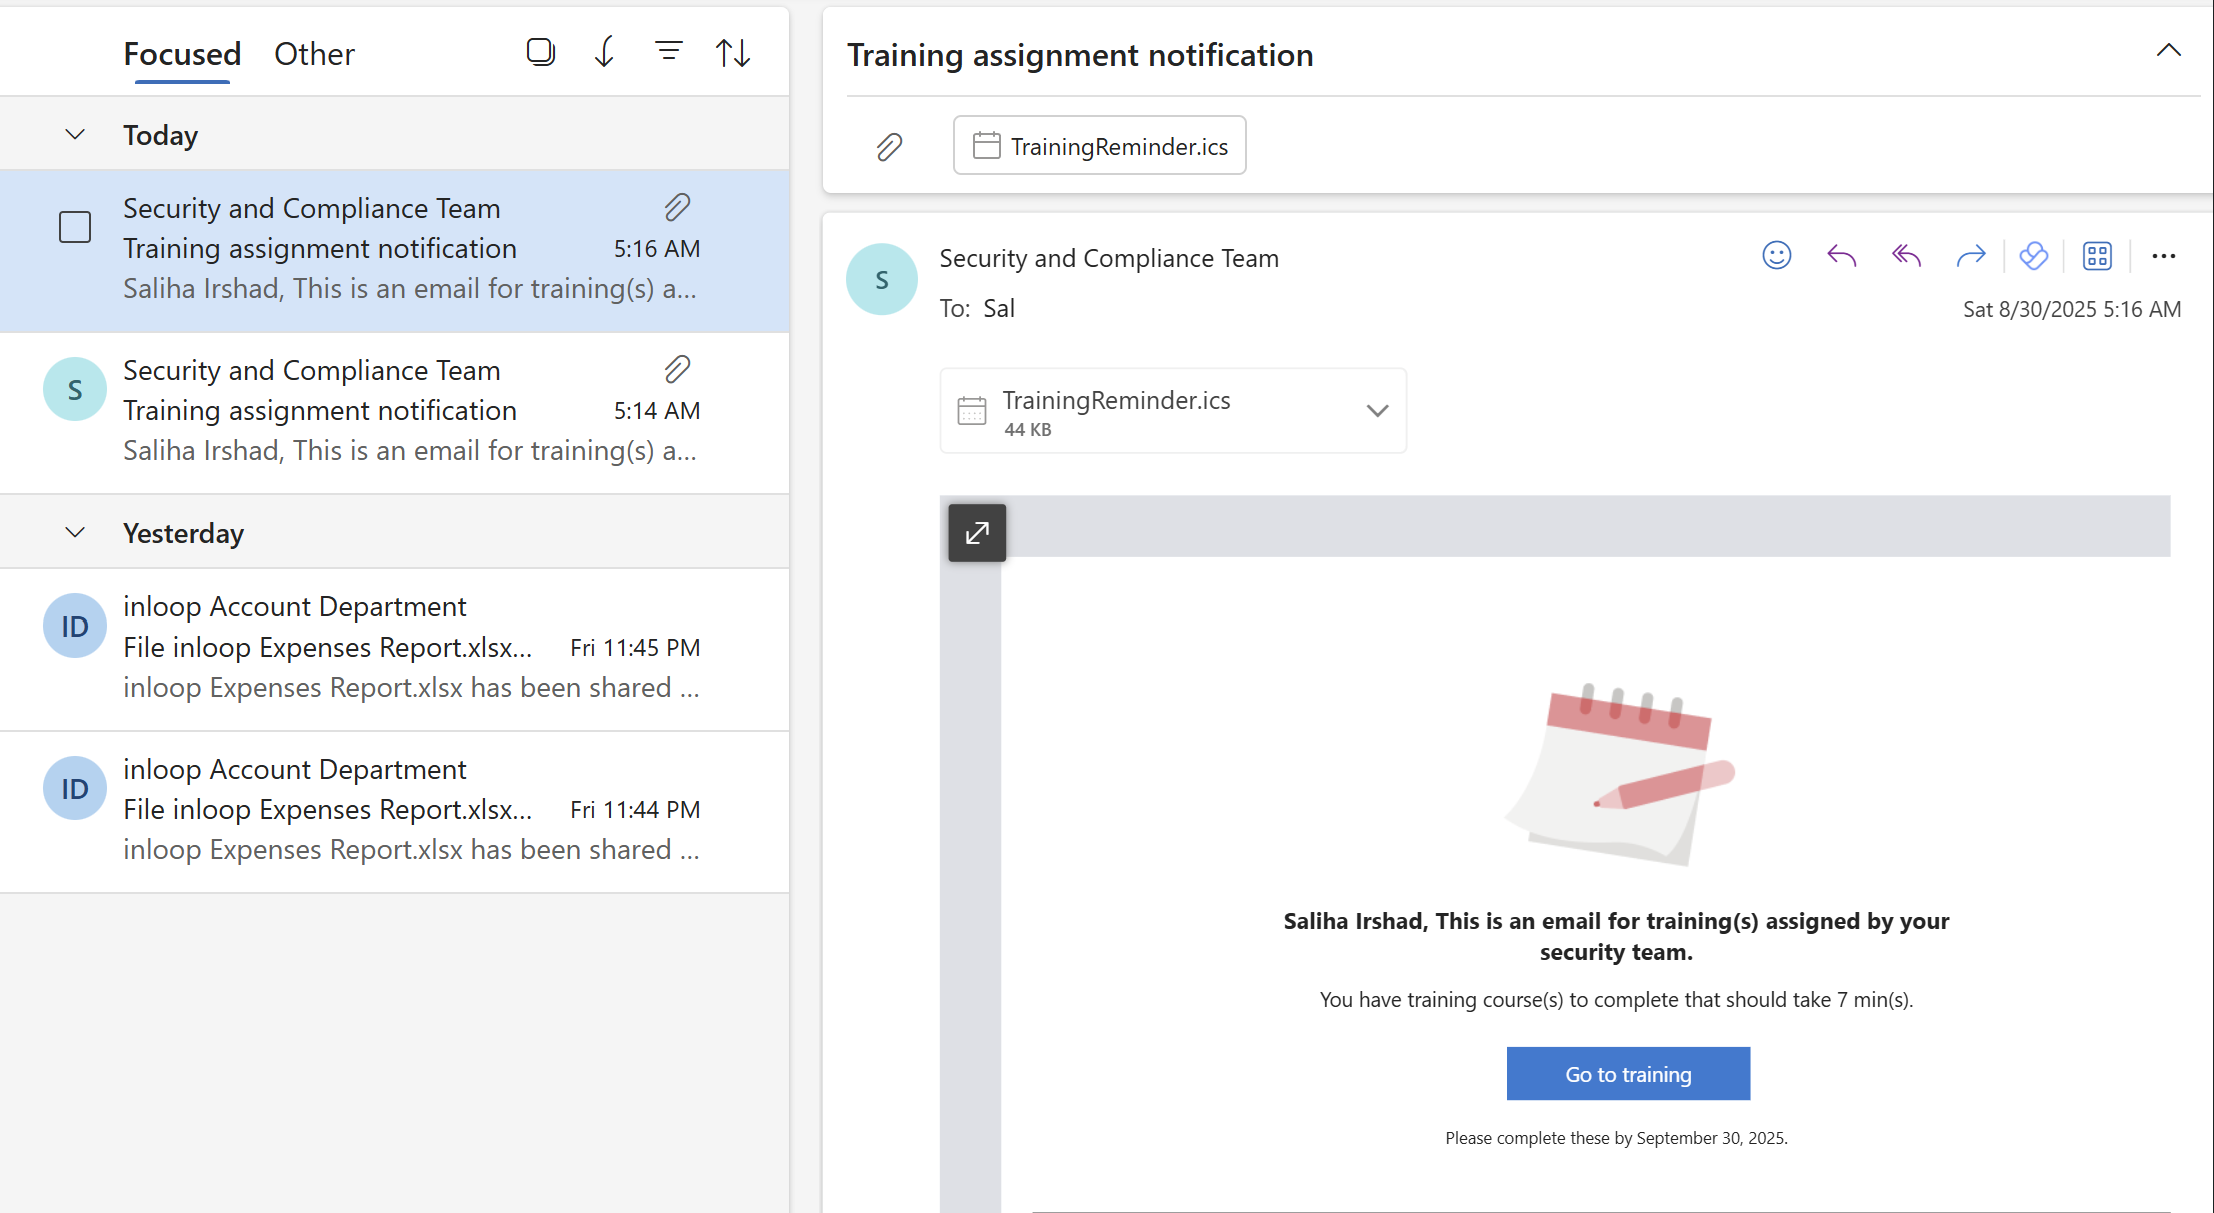 Focused Other
Today
Security and Compliance Team
Training assignment notification 5:16 AM
Saliha Irshad, This is an email for training(s) a...
S
Security and Compliance Team
Training assignment notification 5:14 AM
Saliha Irshad, This is an email for training(s) a...
Yesterday
ID
inloop Account Department
File inloop Expenses Report.xlsx... Fri 11:45 PM
inloop Expenses Report.xlsx has been shared ...
ID
inloop Account Department
File inloop Expenses Report.xlsx... Fri 11:44 PM
inloop Expenses Report.xlsx has been shared ...
Training assignment notification
TrainingReminder.ics
S
Security and Compliance Team
To: Sal
Sat 8/30/2025 5:16 AM
TrainingReminder.ics
44 KB
Saliha Irshad, This is an email for training(s) assigned by your
security team.
You have training course(s) to complete that should take 7 min(s).
Go to training
Please complete these by September 30, 2025.